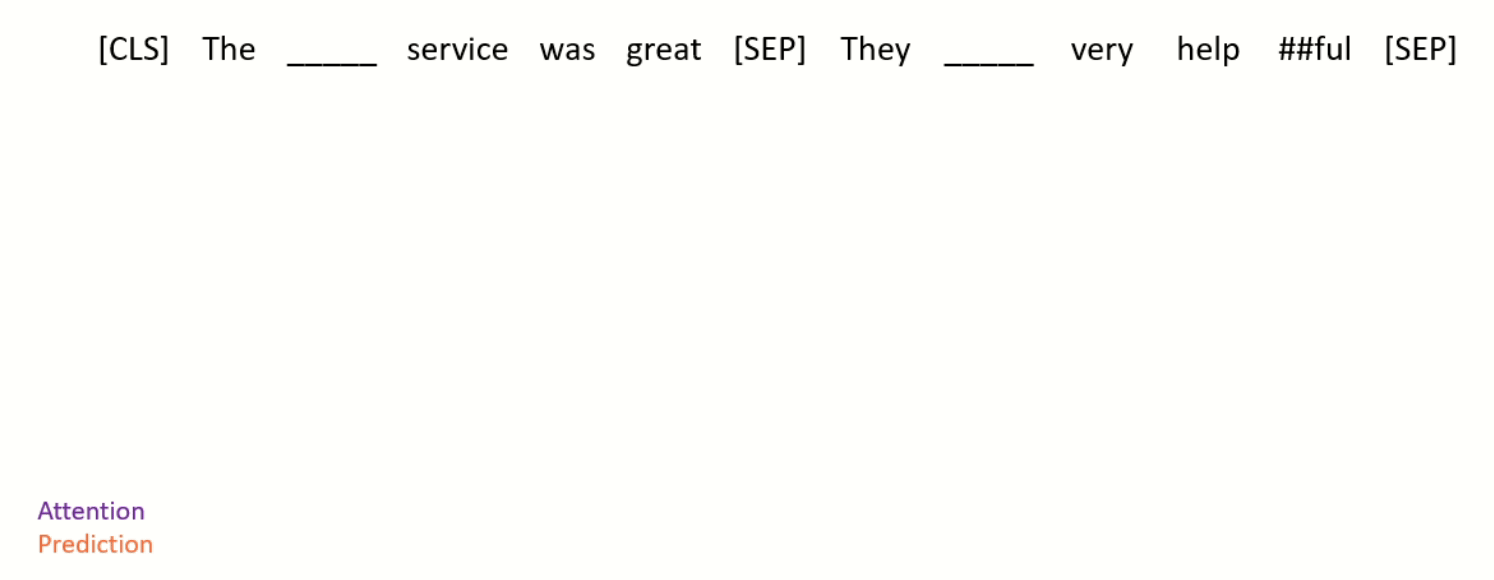 [CLS] The _____ service was great [SEP] They _____ very help ##ful [SEP]
Attention
Prediction